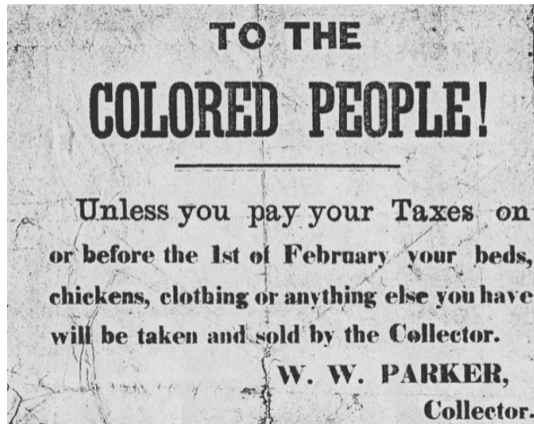 TO THE
COLORED PEOPLE!
Unless you pay your Taxes on
or before the 1st of February your beds,
chickens, clothing or anything else you have
will be taken and sold by the Collector.
W. W. PARKER,
Collector.